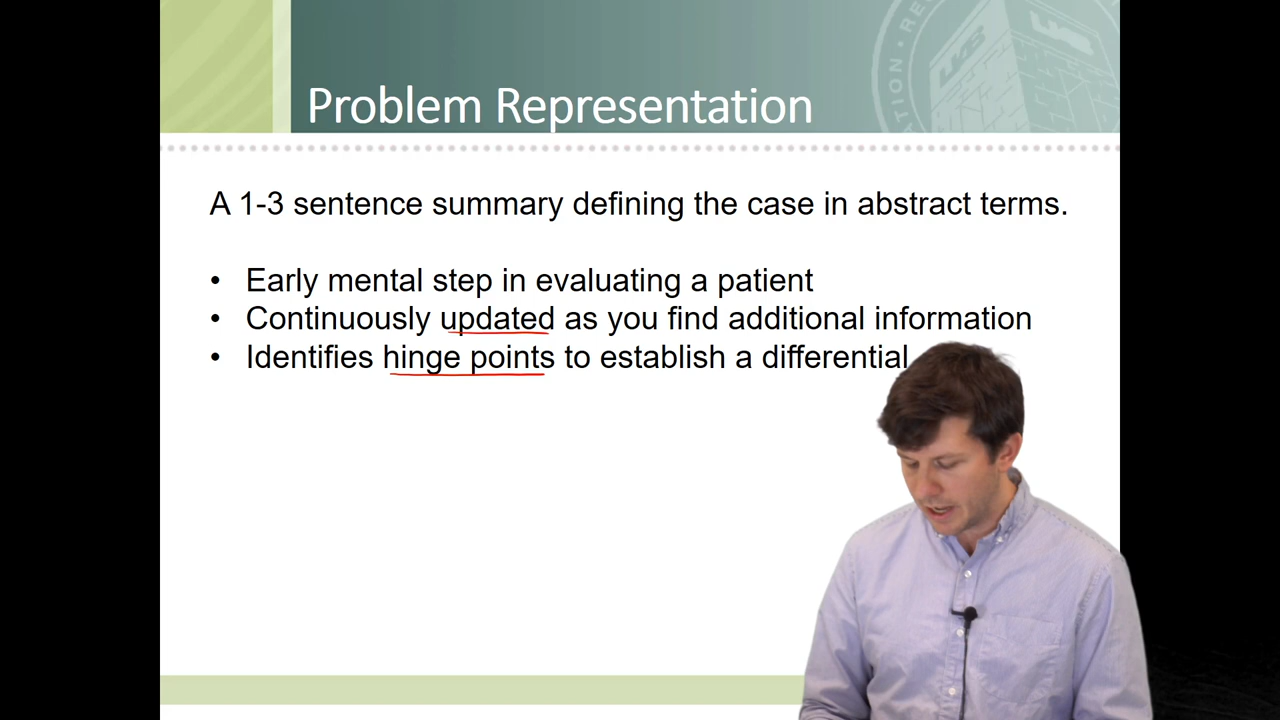 Problem Representation
A 1-3 sentence summary defining the case in abstract terms.
• Early mental step in evaluating a patient
• Continuously updated as you find additional information
• Identifies hinge points to establish a differential